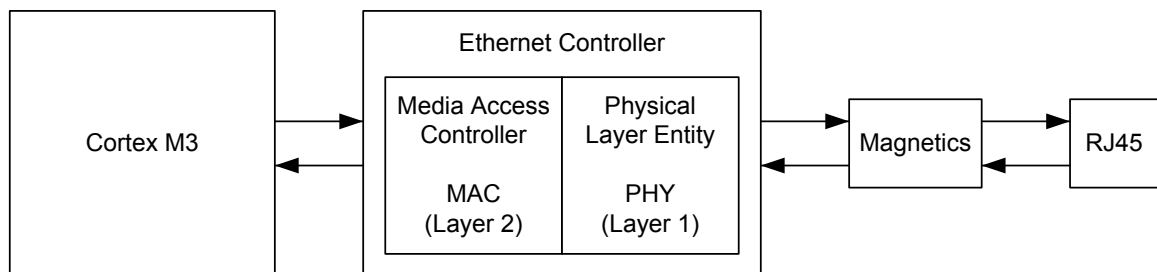 Ethernet Controller
Cortex M3
Media Access
Controller
MAC
(Layer 2)
Physical
Layer Entity
PHY
(Layer 1)
Magnetics
RJ45